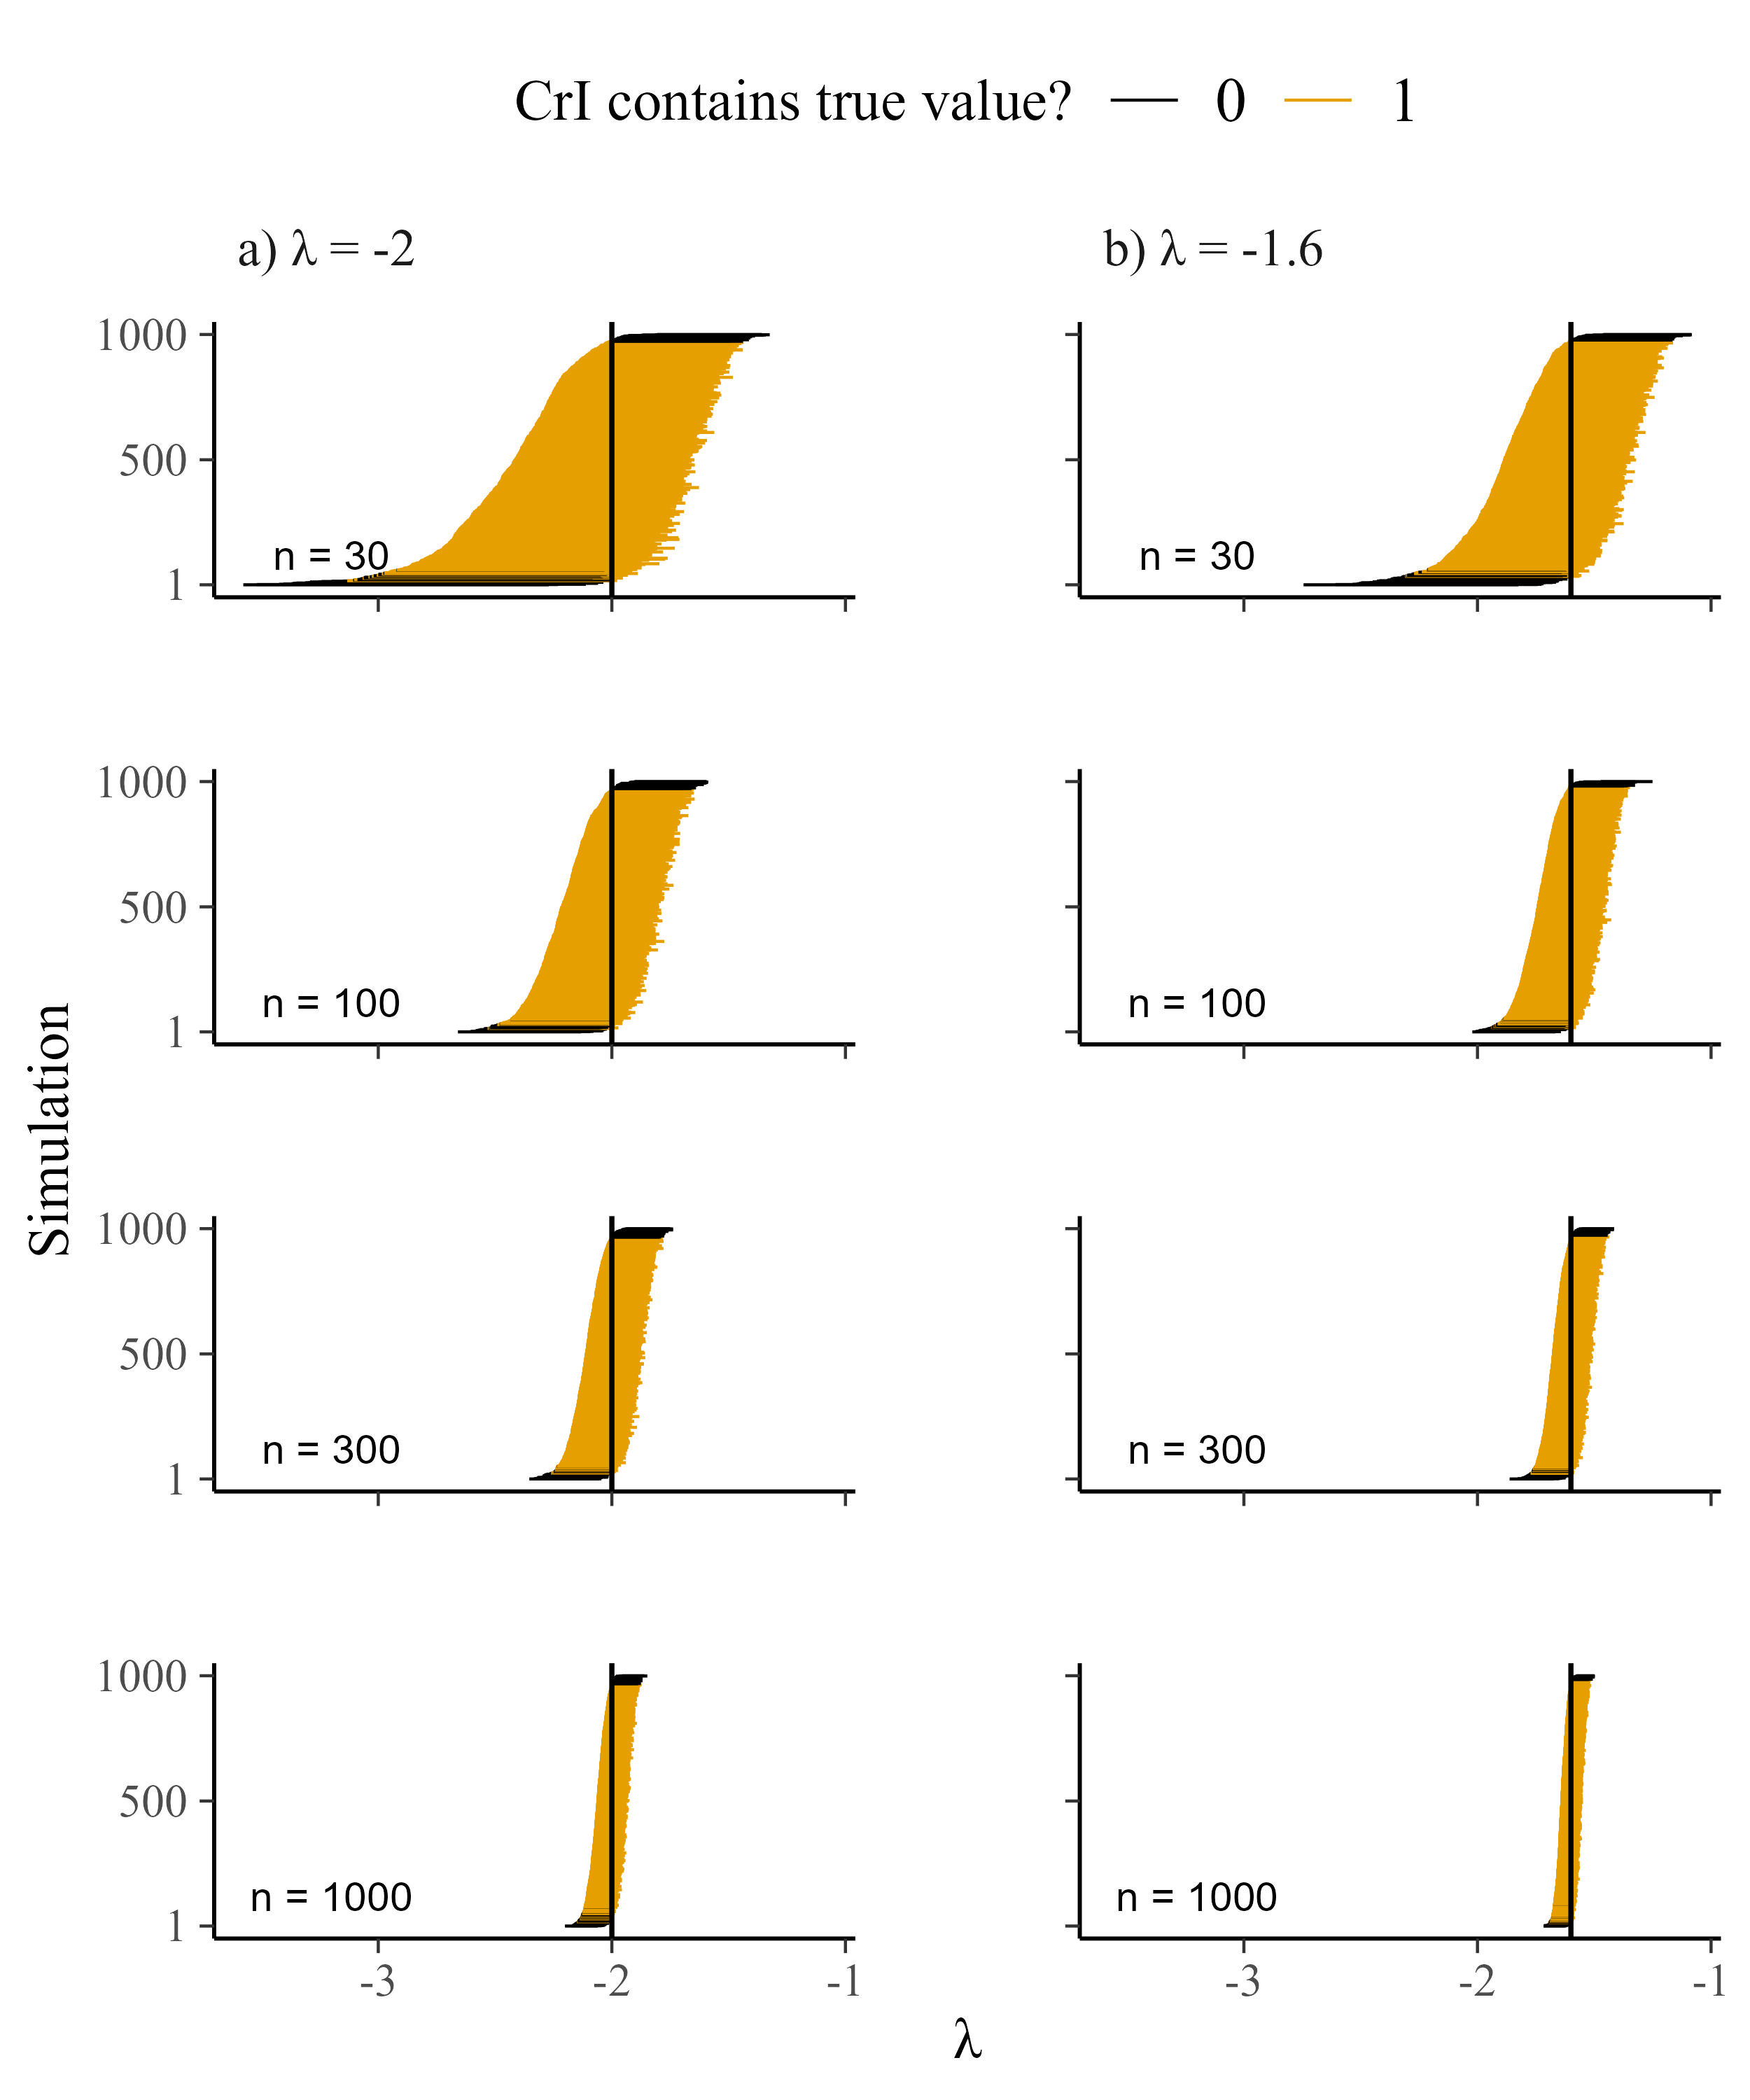 CrI contains true value? 0 1
a) λ = -2
b) λ = -1.6
1000
500
1
n = 30
n = 30
1000
500
1
n = 100
n = 100
Simulation
1000
500
1
n = 300
n = 300
1000
500
1
n = 1000
n = 1000
-3 -2 -1
-3 -2 -1
λ